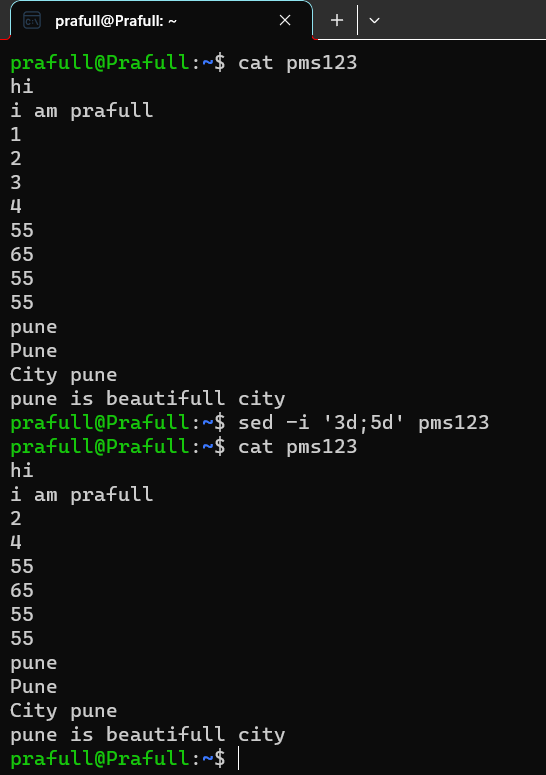 prafull@Prafull: ~
prafull@Prafull:~$ cat pms123
hi
i am prafull
1
2
3
4
55
65
55
55
pune
Pune
City pune
pune is beautifull city
prafull@Prafull:~$ sed -i '3d;5d' pms123
prafull@Prafull:~$ cat pms123
hi
i am prafull
2
4
55
65
55
55
pune
Pune
City pune
pune is beautifull city
prafull@Prafull:~$